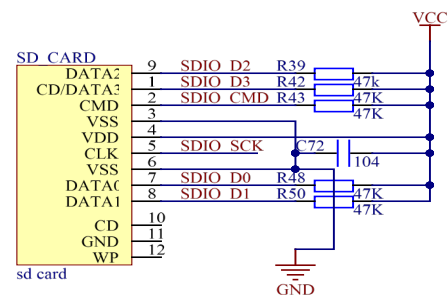 VCC
SD_CARD
DATA2 9 SDIO_D2 R39 47k
CD/DATA3 1 SDIO_D3 R42 47K
CMD 2 SDIO_CMD R43 47K
VSS 3
VDD 4
CLK 5 SDIO_SCK C72 104
VSS 6
DATA0 7 SDIO_D0 R48 47K
DATA1 8 SDIO_D1 R50 47K
CD 10
GND 11
WP 12
sd card
GND